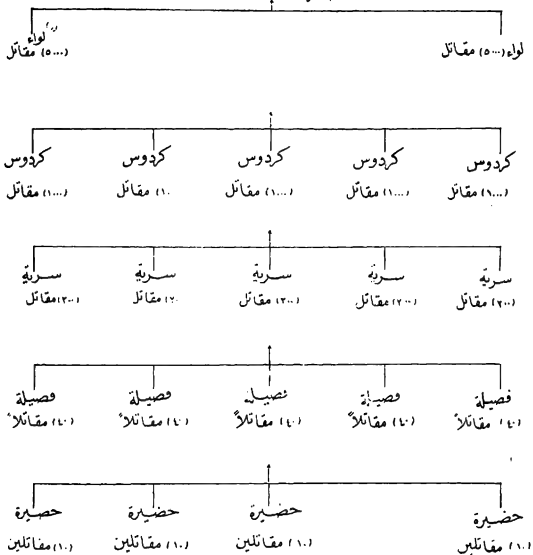 لواء (٥٠٠٠) مقاتل لواء (٥٠٠٠) مقاتل
كردوس كردوس كردوس كردوس كردوس
(١٠٠٠) مقاتل (١٠٠٠) مقاتل (١٠٠٠) مقاتل (١٠ مقاتل (١٠٠٠) مقاتل
سرية سرية سرية سرية سرية
(٢٠٠) مقاتل (٢٠٠) مقاتل (٢٠٠) مقاتل (٢٠ مقاتل (٢٠٠) مقاتل
فصيلة فصيلة فصيلة فصيلة فصيلة
(٤٠) مقاتلاً (٤٠) مقاتلاً (٤٠) مقاتلاً (٤٠) مقاتلاً (٤٠) مقاتلاً
حضيرة حضيرة حضيرة حضيرة
(١٠) مقاتلين (١٠) مقاتلين (١٠) مقاتلين (١٠) مقاتلين